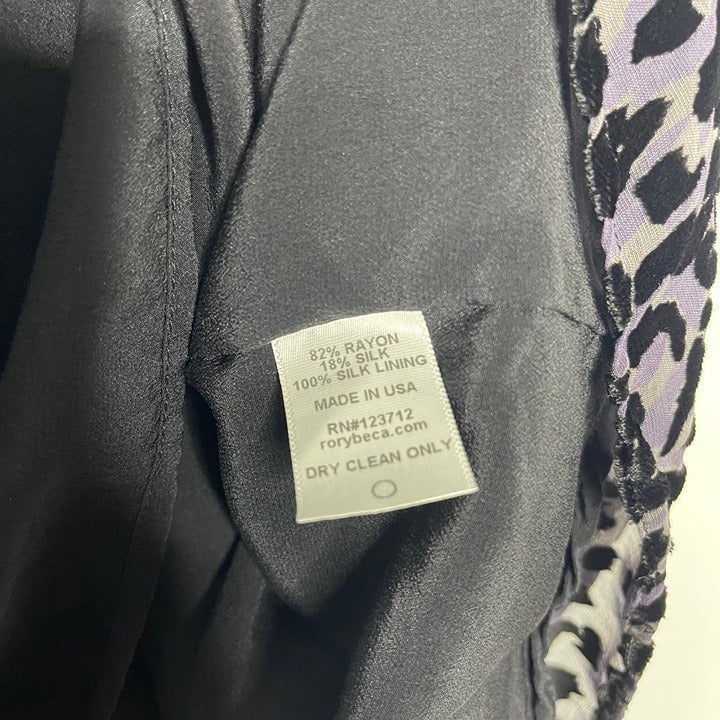 82% RAYON
18% SILK
100% SILK LINING
MADE IN USA
RN#123712
rorybeca.com
DRY CLEAN ONLY